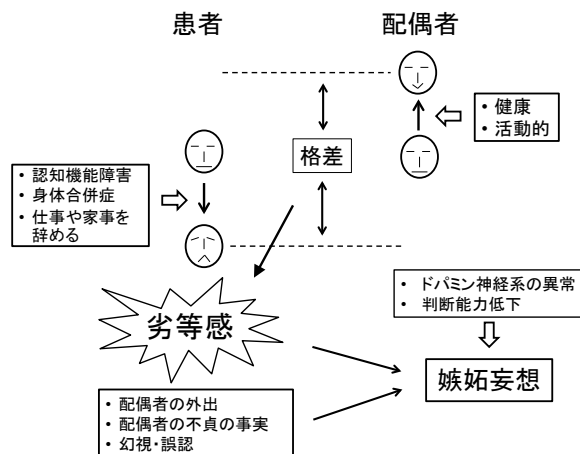 患者
配偶者
• 健康
• 活動的
格差
• 認知機能障害
• 身体合併症
• 仕事や家事を
辞める
劣等感
• ドパミン神経系の異常
• 判断能力低下
嫉妬妄想
• 配偶者の外出
• 配偶者の不貞の事実
• 幻視・誤認